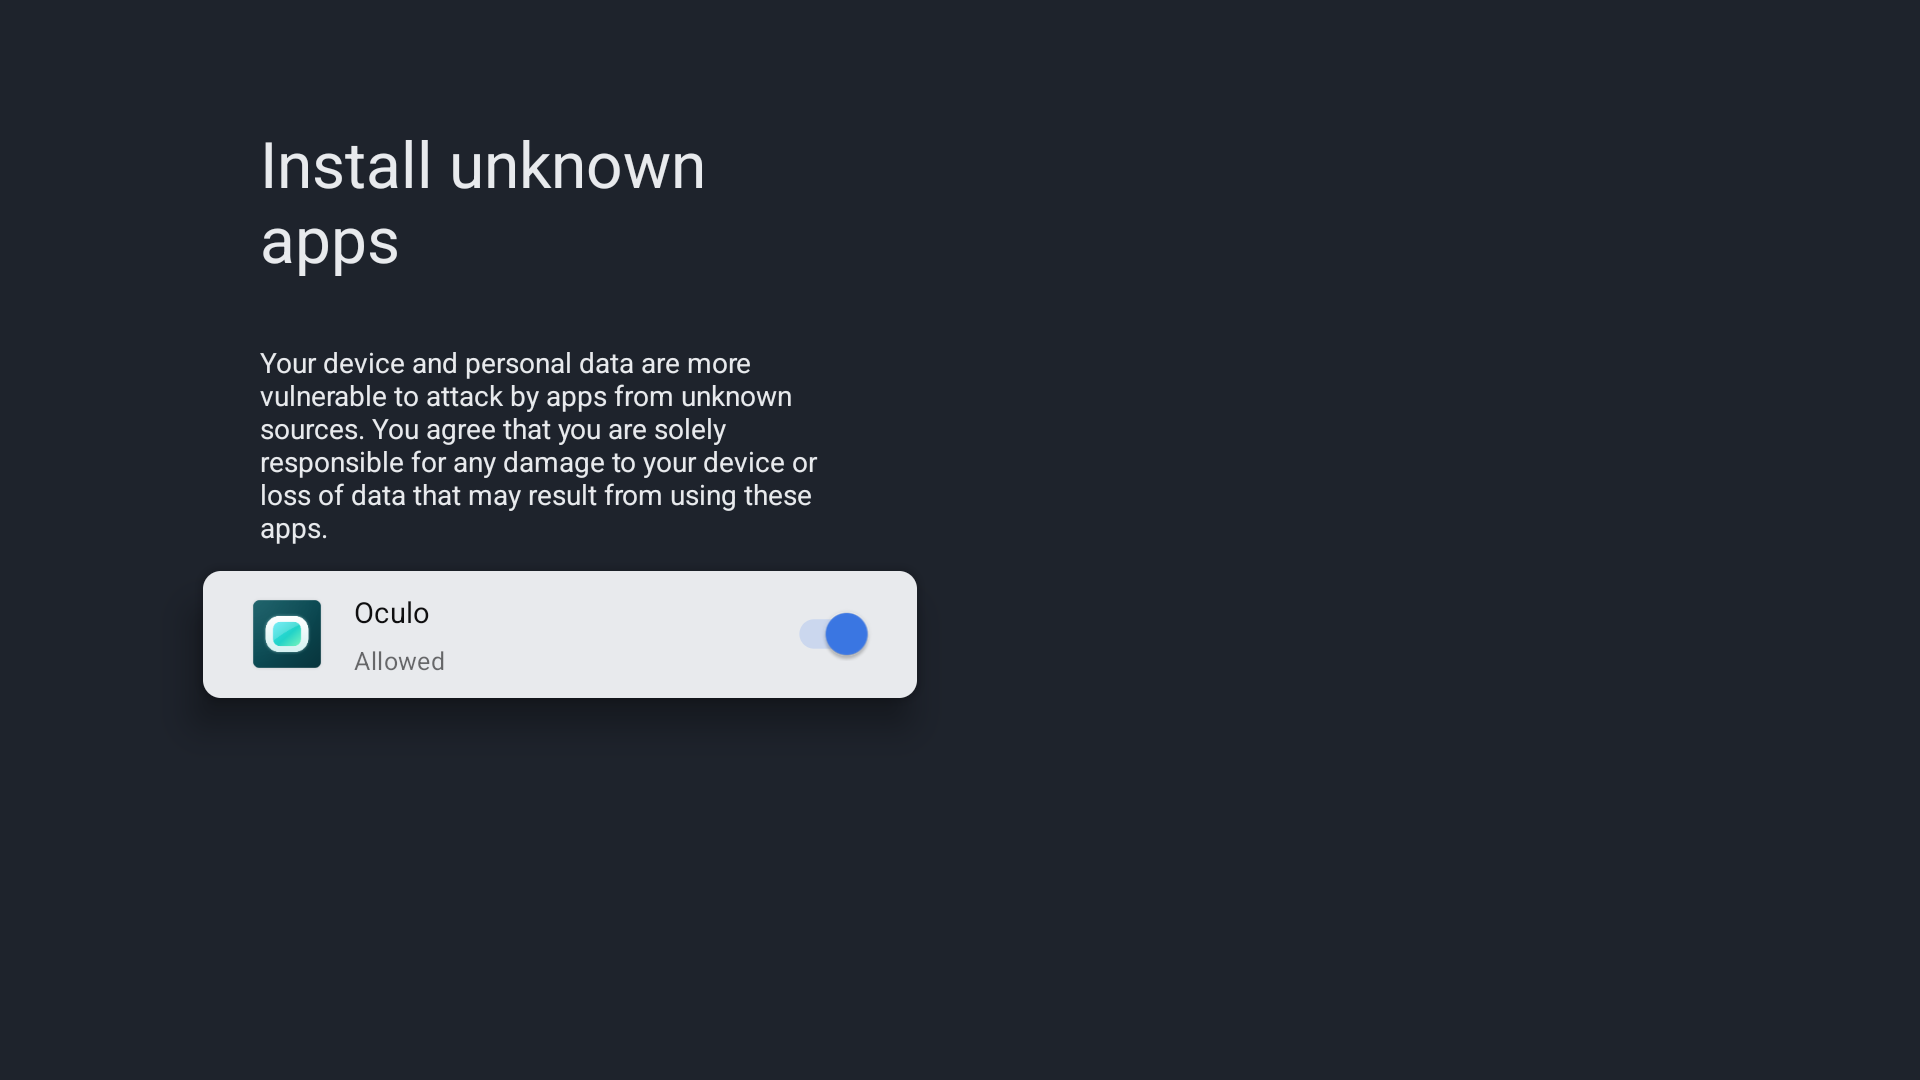 Install unknown
apps
Your device and personal data are more
vulnerable to attack by apps from unknown
sources. You agree that you are solely
responsible for any damage to your device or
loss of data that may result from using these
apps.
Oculo
Allowed